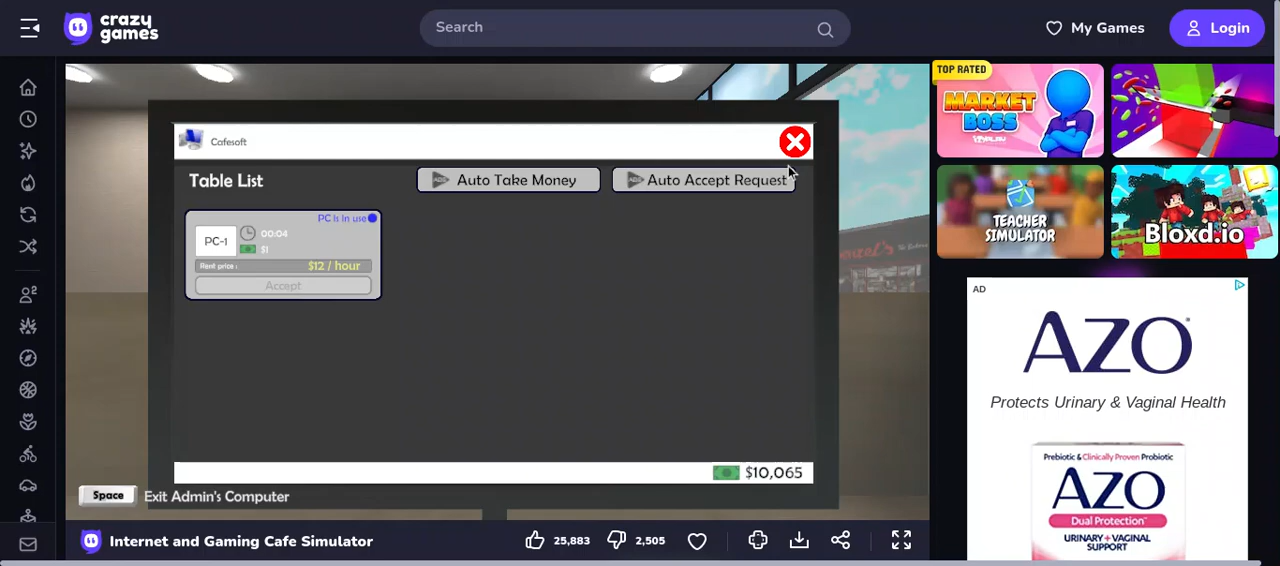 crazy games
Search
My Games
Login
Cafesoft
Table List
Auto Take Money
Auto Accept Request
PC is in use
PC-1
00:04
$1
Rent price :
$12 / hour
Accept
$10,065
Space
Exit Admin's Computer
Internet and Gaming Cafe Simulator
25,883
2,505
TOP RATED
MARKET
BOSS
TEACHER
SIMULATOR
Bloxd.io
AD
AZO
Protects Urinary & Vaginal Health
Prebiotic & Clinically Proven Probiotic
AZO
Dual Protection™
URINARY + VAGINAL
SUPPORT